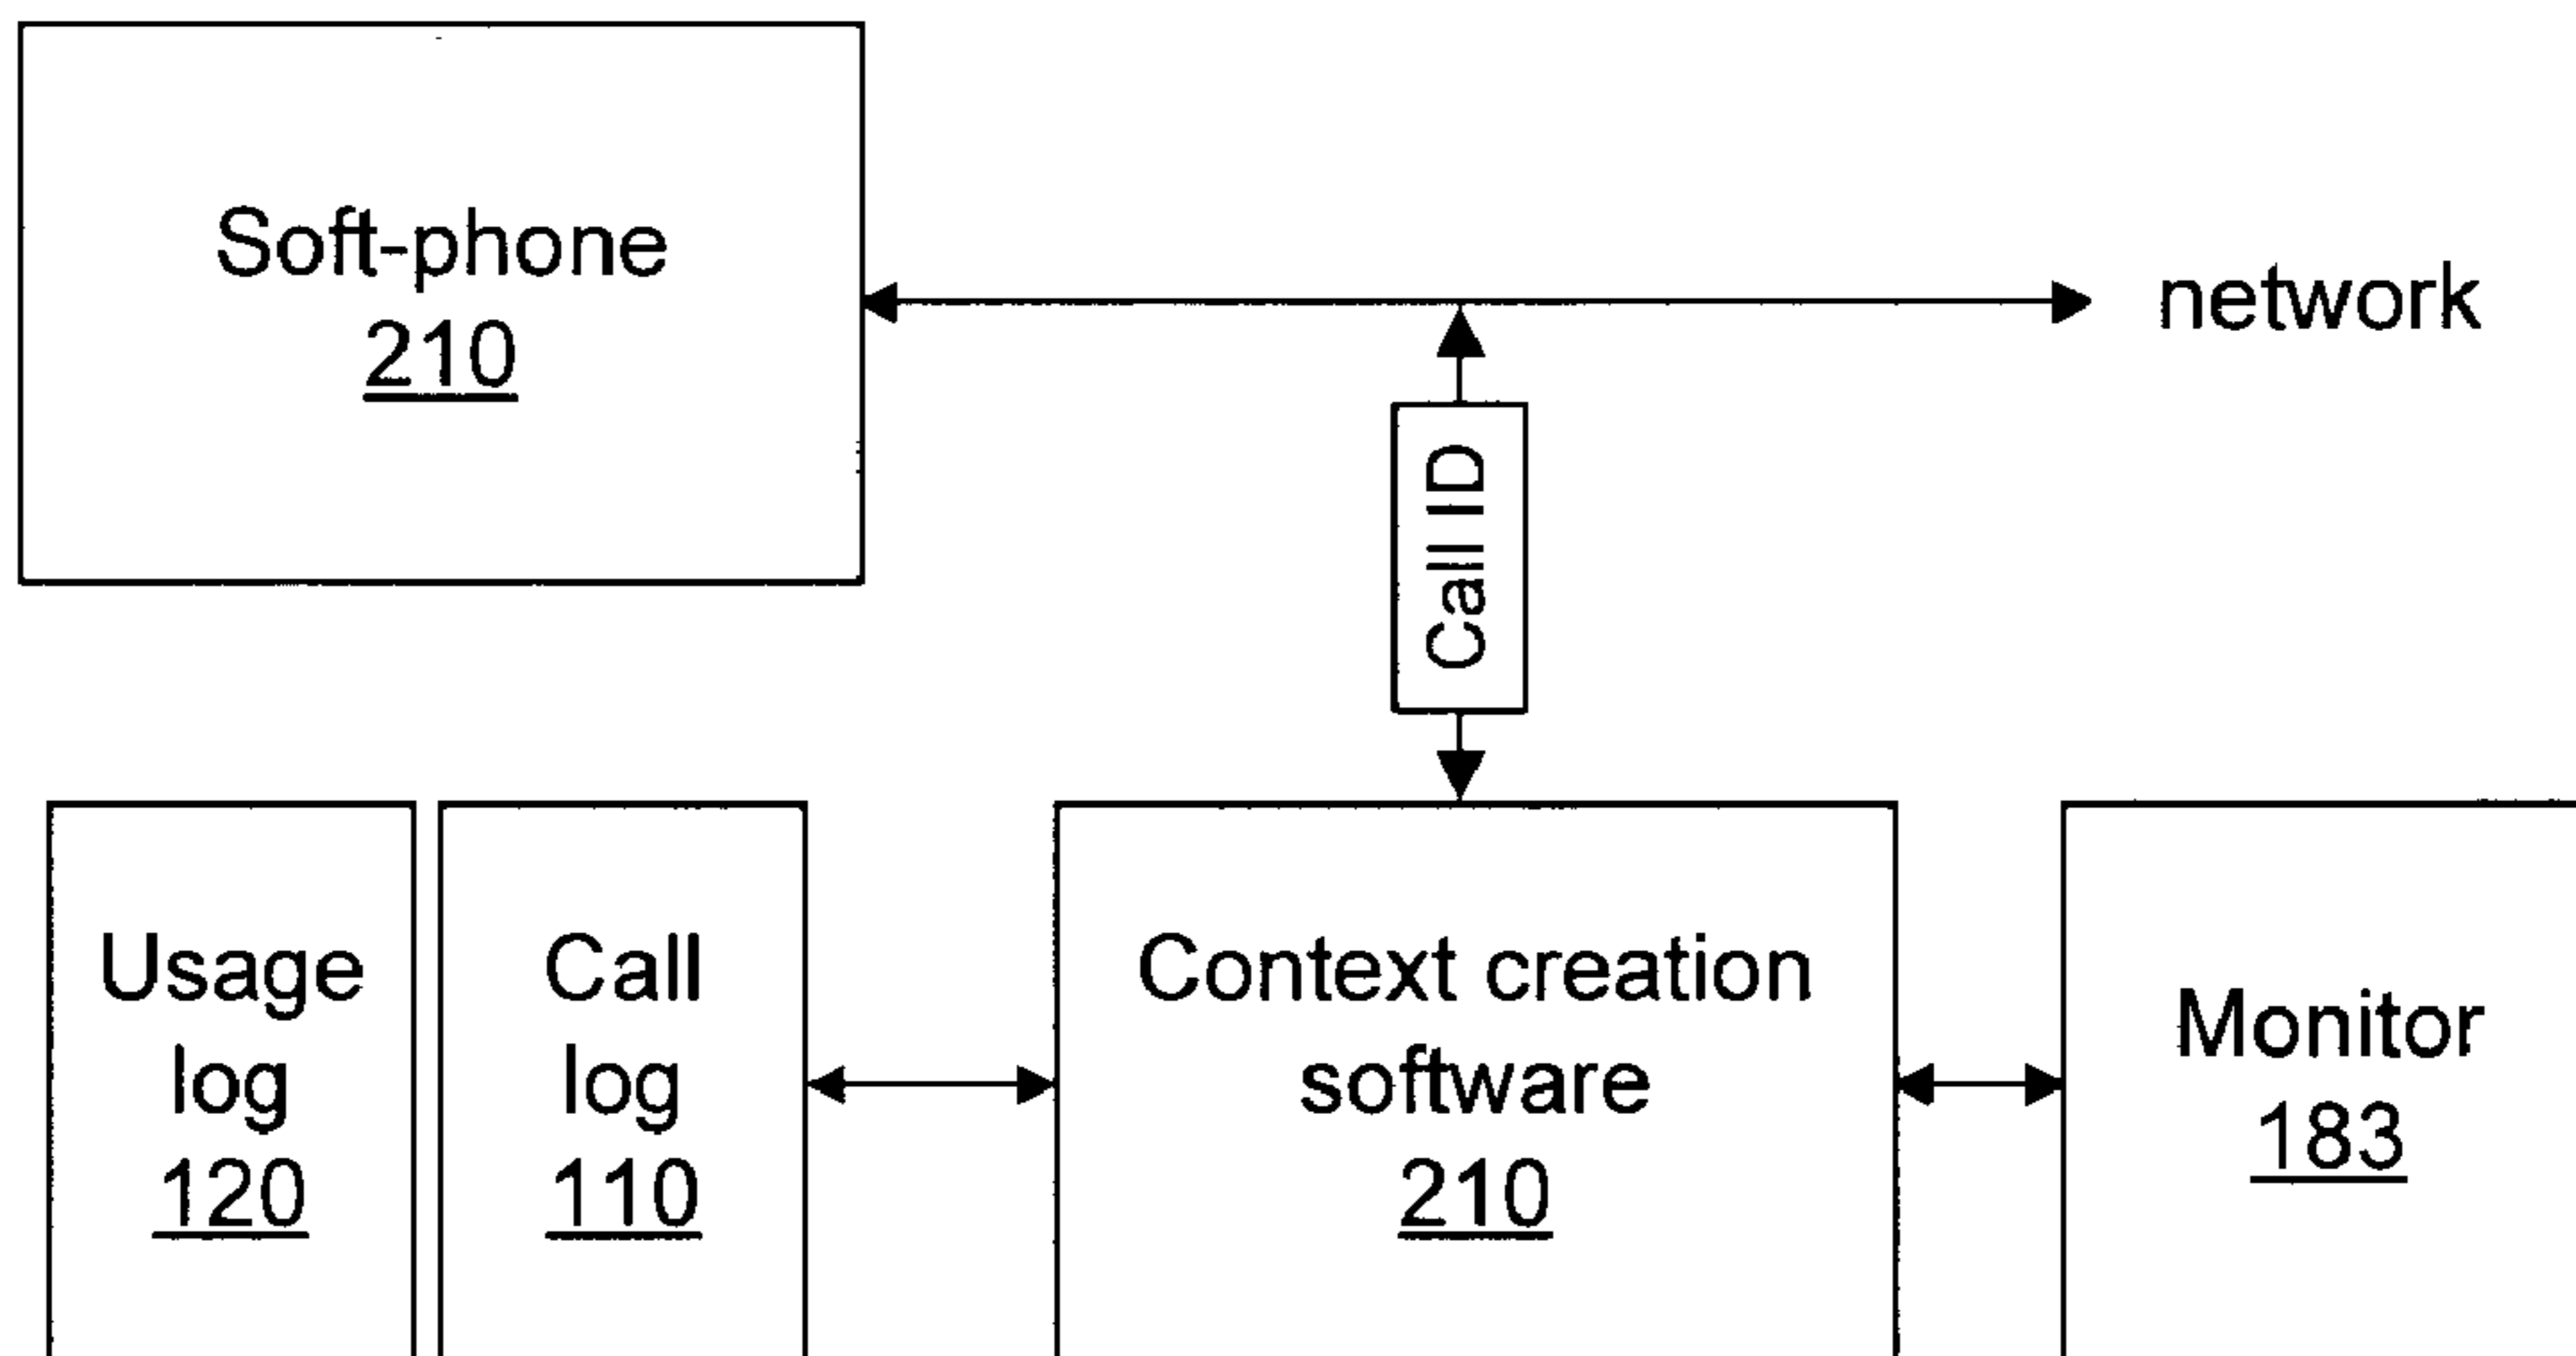 Soft-phone
210
network
Call ID
Usage
log
120
Call
log
110
Context creation
software
210
Monitor
183